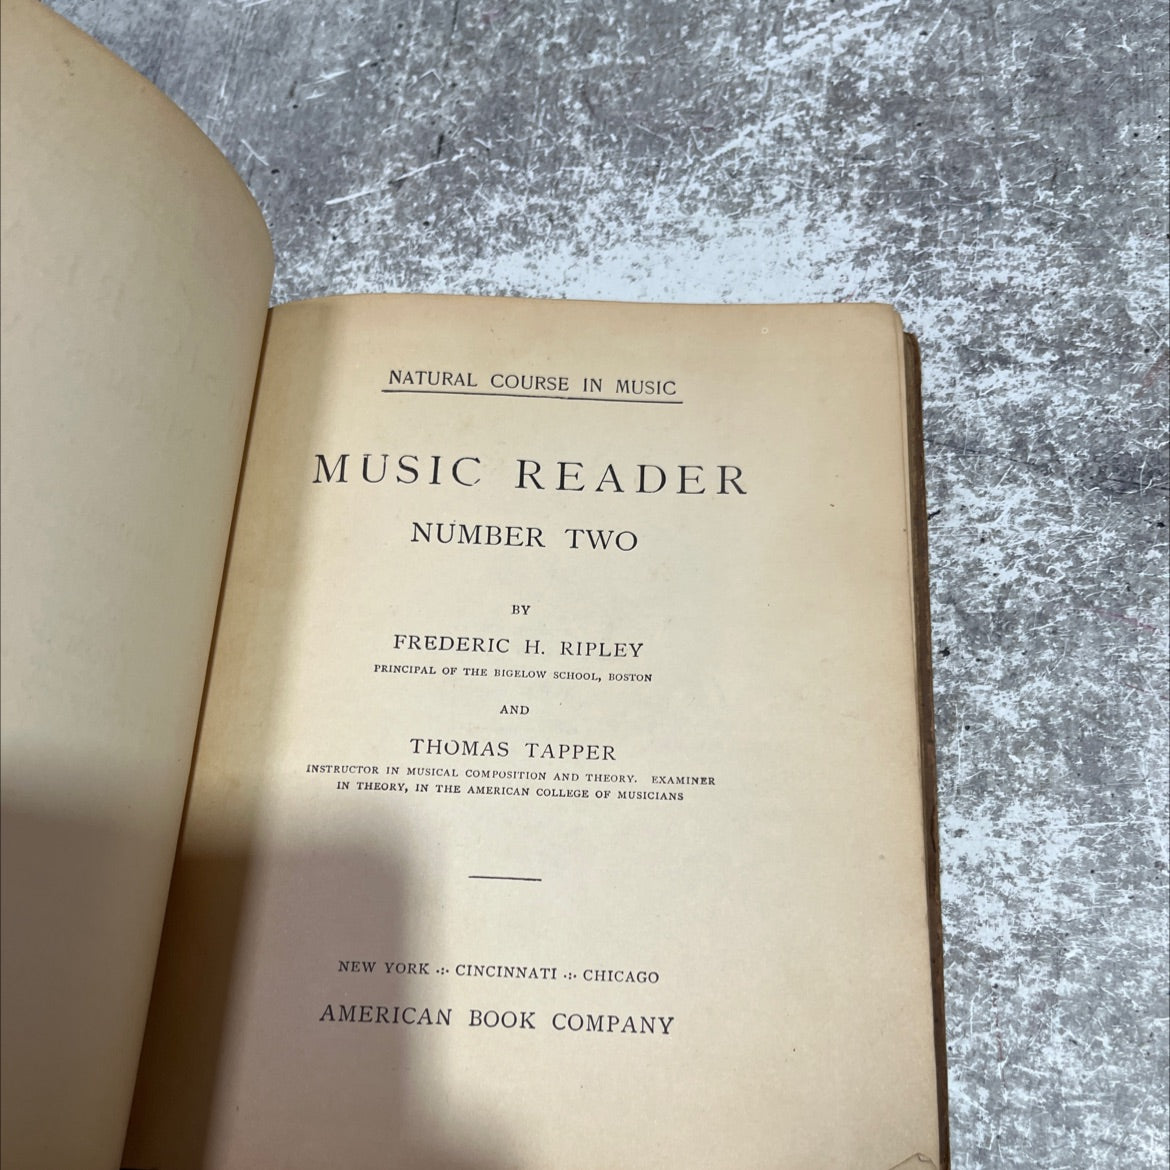 NATURAL COURSE IN MUSIC
MUSIC READER
NUMBER TWO
BY
FREDERIC H. RIPLEY
PRINCIPAL OF THE BIGELOW SCHOOL, BOSTON
AND
THOMAS TAPPER
INSTRUCTOR IN MUSICAL COMPOSITION AND THEORY. EXAMINER
IN THEORY, IN THE AMERICAN COLLEGE OF MUSICIANS
NEW YORK .:. CINCINNATI .:. CHICAGO
AMERICAN BOOK COMPANY